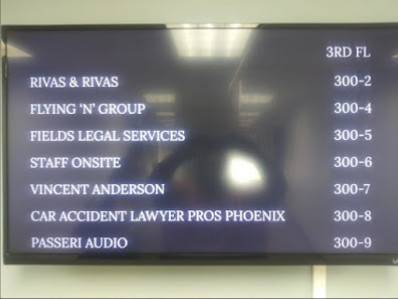 3RD FL
RIVAS & RIVAS 300-2
FLYING 'N' GROUP 300-4
FIELDS LEGAL SERVICES 300-5
STAFF ONSITE 300-6
VINCENT ANDERSON 300-7
CAR ACCIDENT LAWYER PROS PHOENIX 300-8
PASSERI AUDIO 300-9